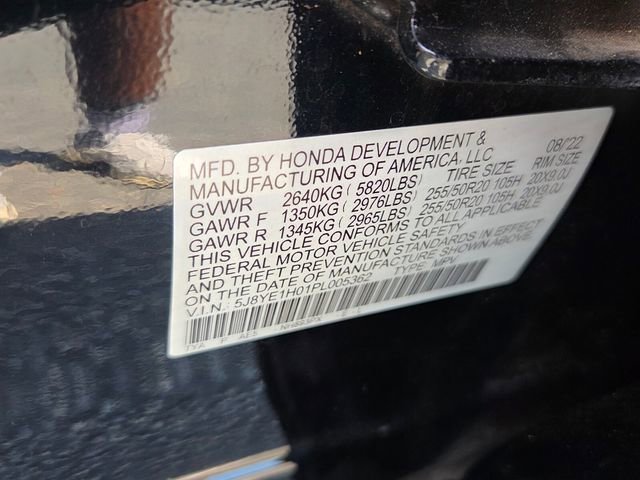 MFD. BY HONDA DEVELOPMENT & 08/'22
MANUFACTURING OF AMERICA, LLC
TIRE SIZE RIM SIZE
GVWR 2640KG ( 5820LBS)
GAWR F 1350KG ( 2976LBS) 255/50R20 105H 20X9.0J
GAWR R 1345KG ( 2965LBS) 255/50R20 105H 20X9.0J
THIS VEHICLE CONFORMS TO ALL APPLICABLE
FEDERAL MOTOR VEHICLE SAFETY
AND THEFT PREVENTION STANDARDS IN EFFECT
ON THE DATE OF MANUFACTURE SHOWN ABOVE.
V.I.N.: 5J8YE1H01PL005362 TYPE: MPV
TYA P AES